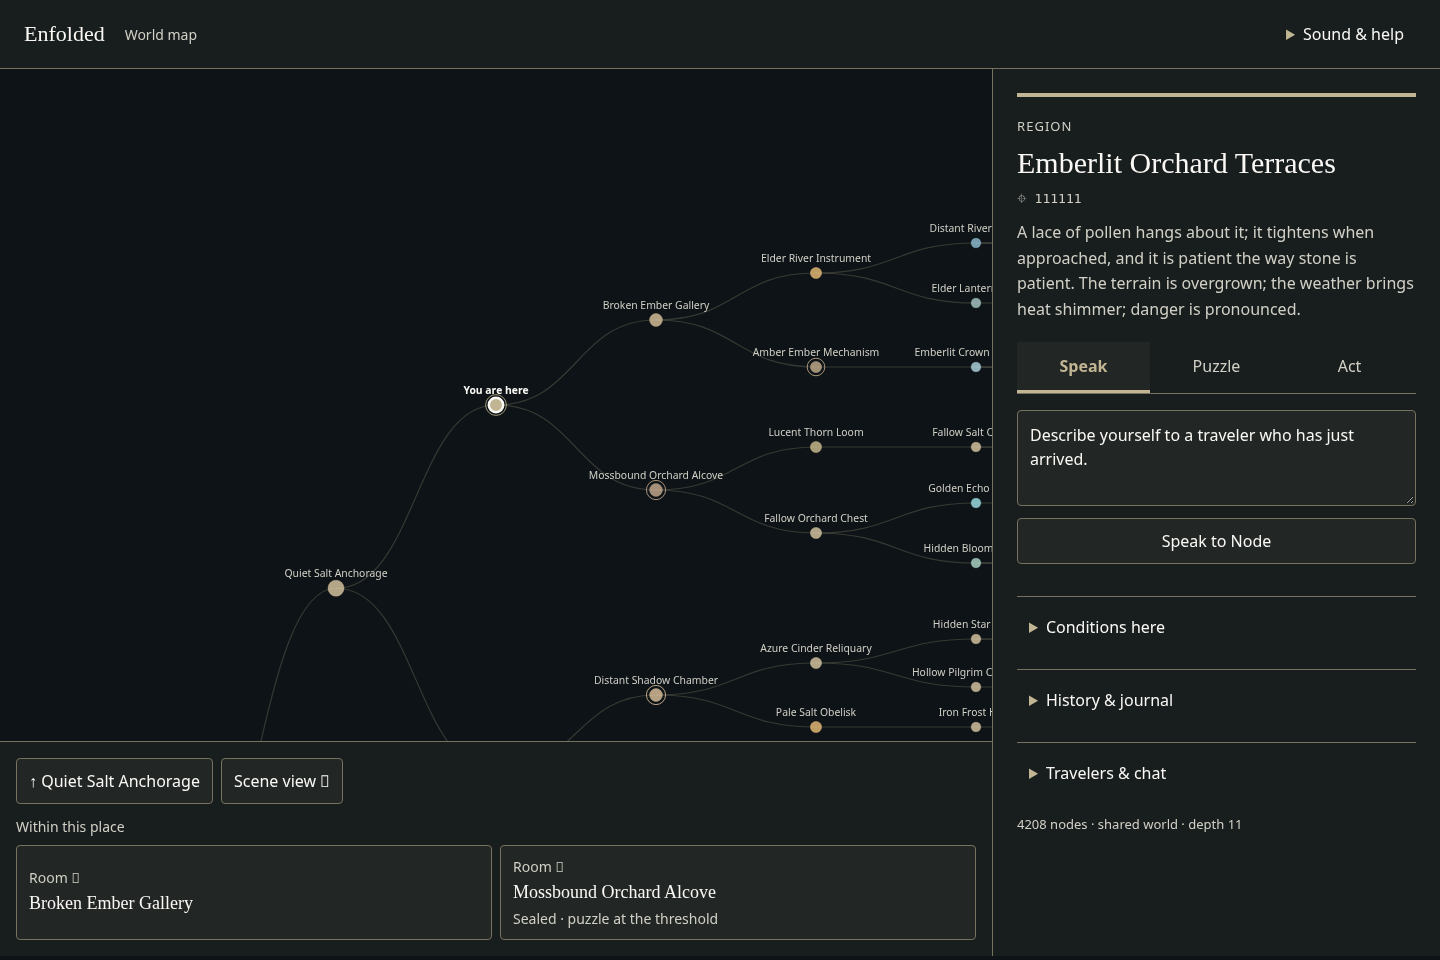 Enfolded
World map
Sound & help
Distant River
Elder River Instrument
Elder Lantern
Broken Ember Gallery
Amber Ember Mechanism
Emberlit Crown
You are here
Lucent Thorn Loom
Fallow Salt
Mossbound Orchard Alcove
Golden Echo
Fallow Orchard Chest
Hidden Bloom
Quiet Salt Anchorage
Hidden Star
Azure Cinder Reliquary
Hollow Pilgrim
Distant Shadow Chamber
Pale Salt Obelisk
Iron Frost
↑ Quiet Salt Anchorage
Scene view
Within this place
Room
Broken Ember Gallery
Room
Mossbound Orchard Alcove
Sealed · puzzle at the threshold
REGION
Emberlit Orchard Terraces
111111
A lace of pollen hangs about it; it tightens when
approached, and it is patient the way stone is
patient. The terrain is overgrown; the weather brings
heat shimmer; danger is pronounced.
Speak
Puzzle
Act
Describe yourself to a traveler who has just
arrived.
Speak to Node
Conditions here
History & journal
Travelers & chat
4208 nodes · shared world · depth 11